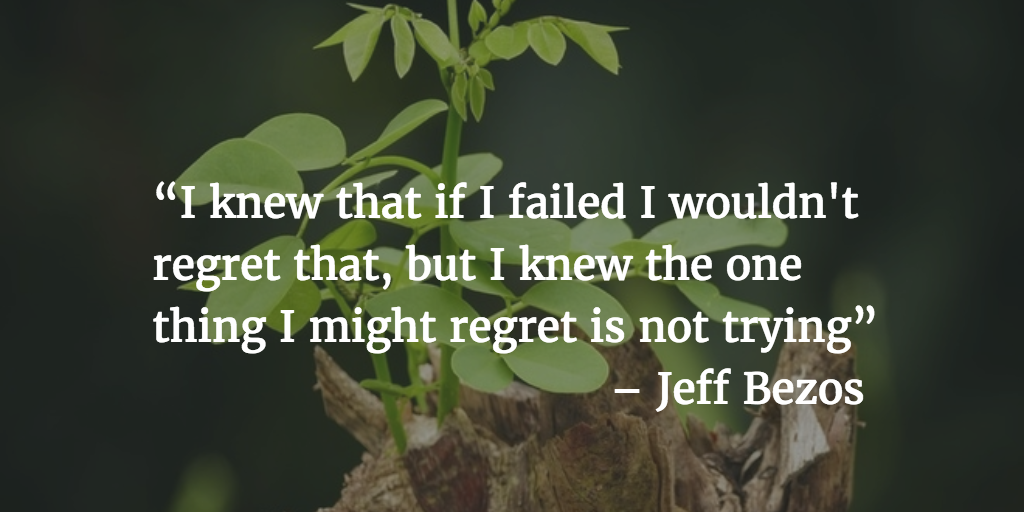 “I knew that if I failed I wouldn't
regret that, but I knew the one
thing I might regret is not trying”
– Jeff Bezos